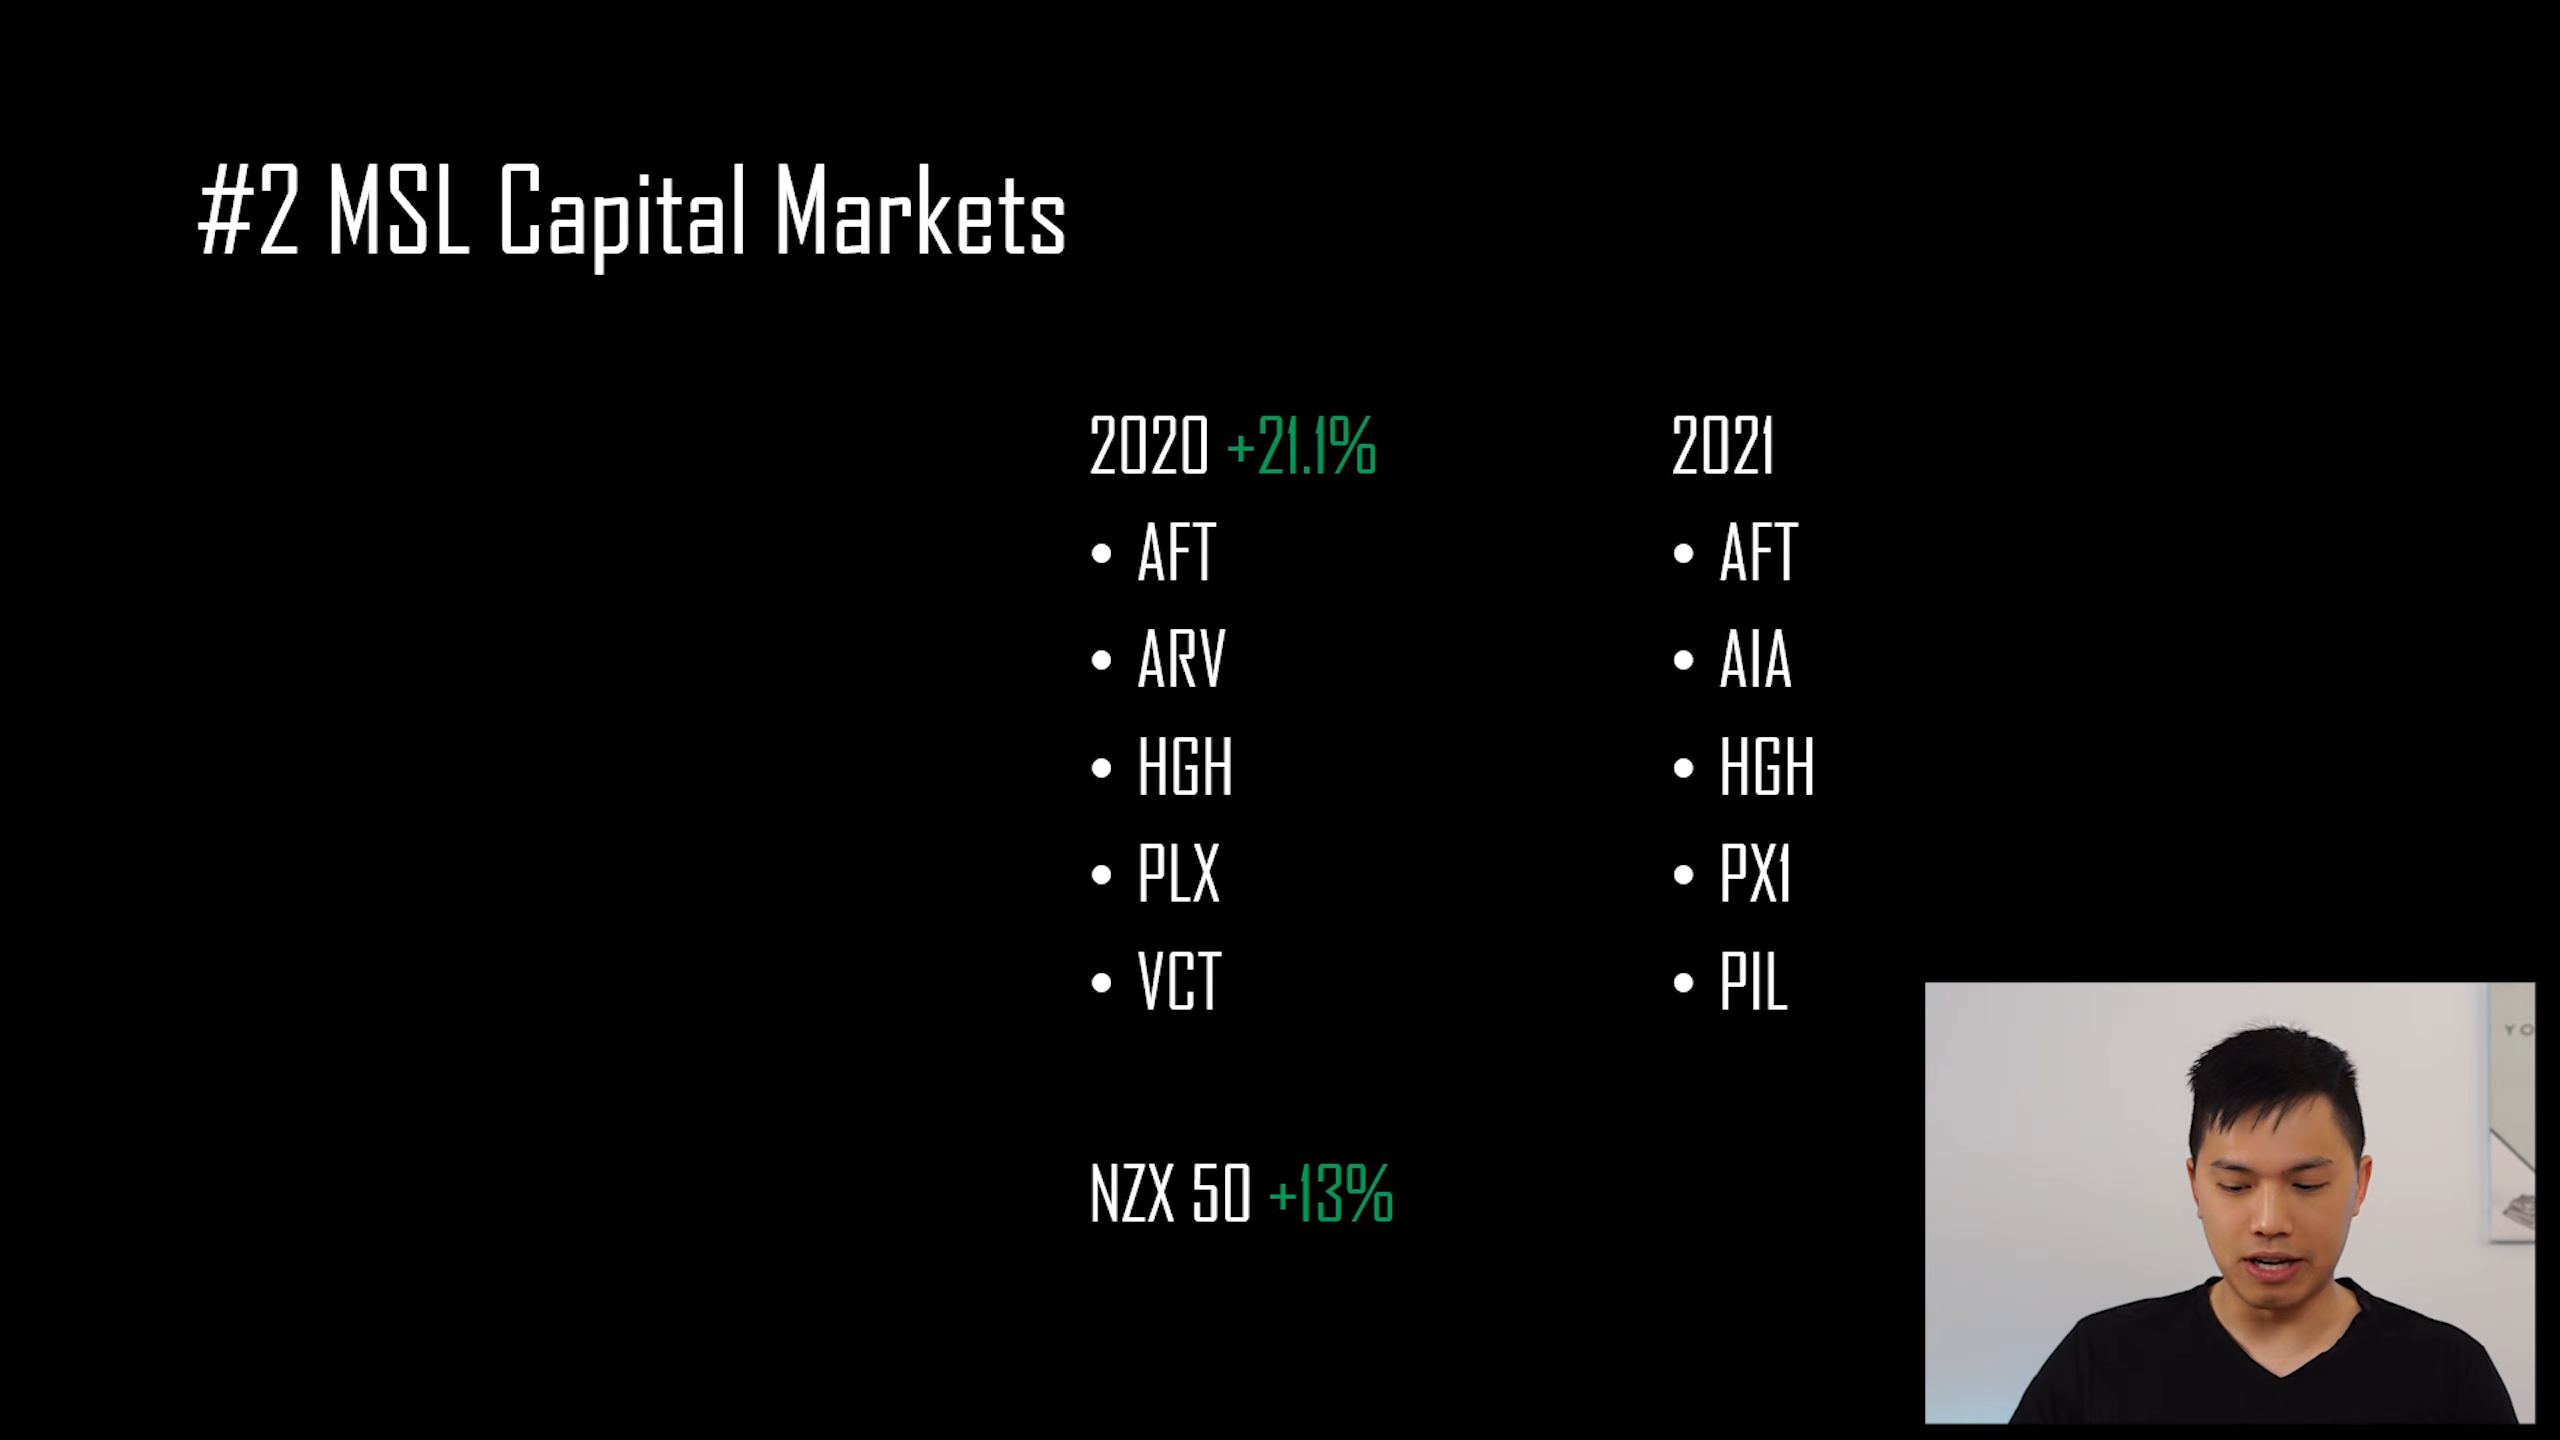 #2 MSL Capital Markets
2020 +21.1%
• AFT
• ARV
• HGH
• PLX
• VCT
NZX 50 +13%
2021
• AFT
• AIA
• HGH
• PX1
• PIL
YO